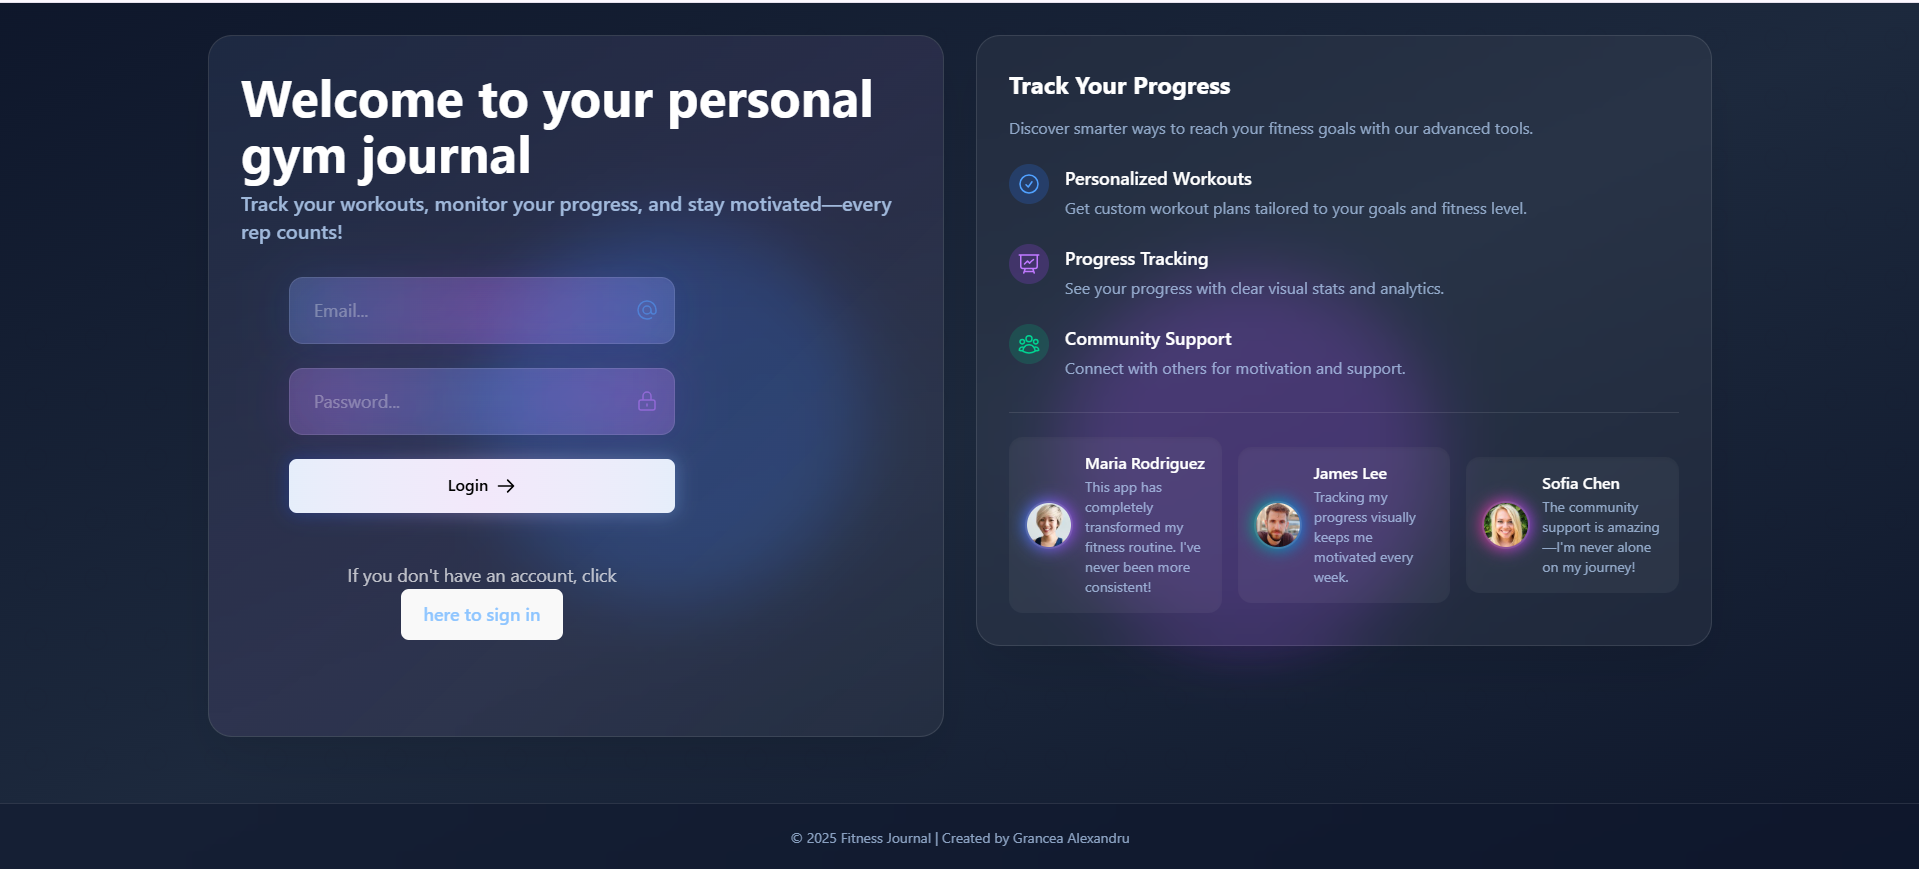 Welcome to your personal
gym journal
Track your workouts, monitor your progress, and stay motivated—every
rep counts!
Email...
Password...
Login
If you don't have an account, click
here to sign in
Track Your Progress
Discover smarter ways to reach your fitness goals with our advanced tools.
Personalized Workouts
Get custom workout plans tailored to your goals and fitness level.
Progress Tracking
See your progress with clear visual stats and analytics.
Community Support
Connect with others for motivation and support.
Maria Rodriguez
This app has
completely
transformed my
fitness routine. I've
never been more
consistent!
James Lee
Tracking my
progress visually
keeps me
motivated every
week.
Sofia Chen
The community
support is amazing
—I'm never alone
on my journey!
© 2025 Fitness Journal | Created by Grancea Alexandru